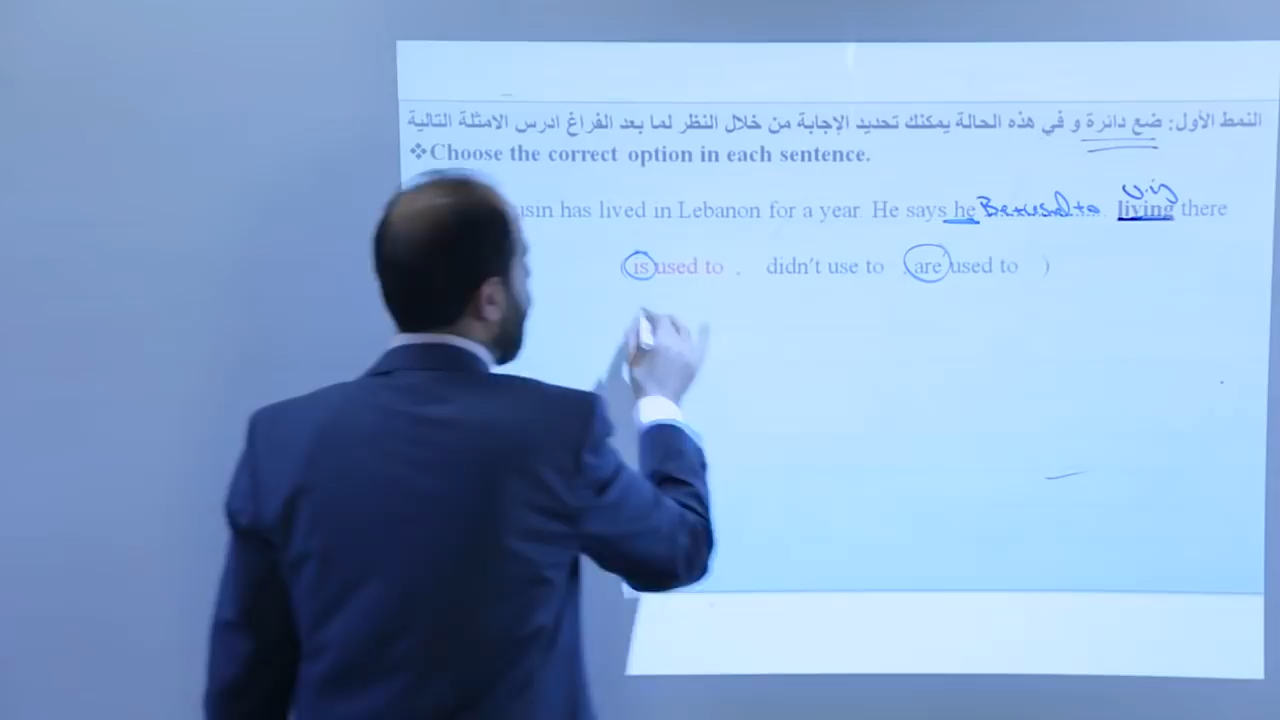 النمط الأول: ضع دائرة و في هذه الحالة يمكنك تحديد الإجابة من خلال النظر لما بعد الفراغ ادرس الامثلة التالية
❖Choose the correct option in each sentence.
has lived in Lebanon for a year. He says he Be+used+to living there
V.ing
( is used to , didn't use to , are used to )